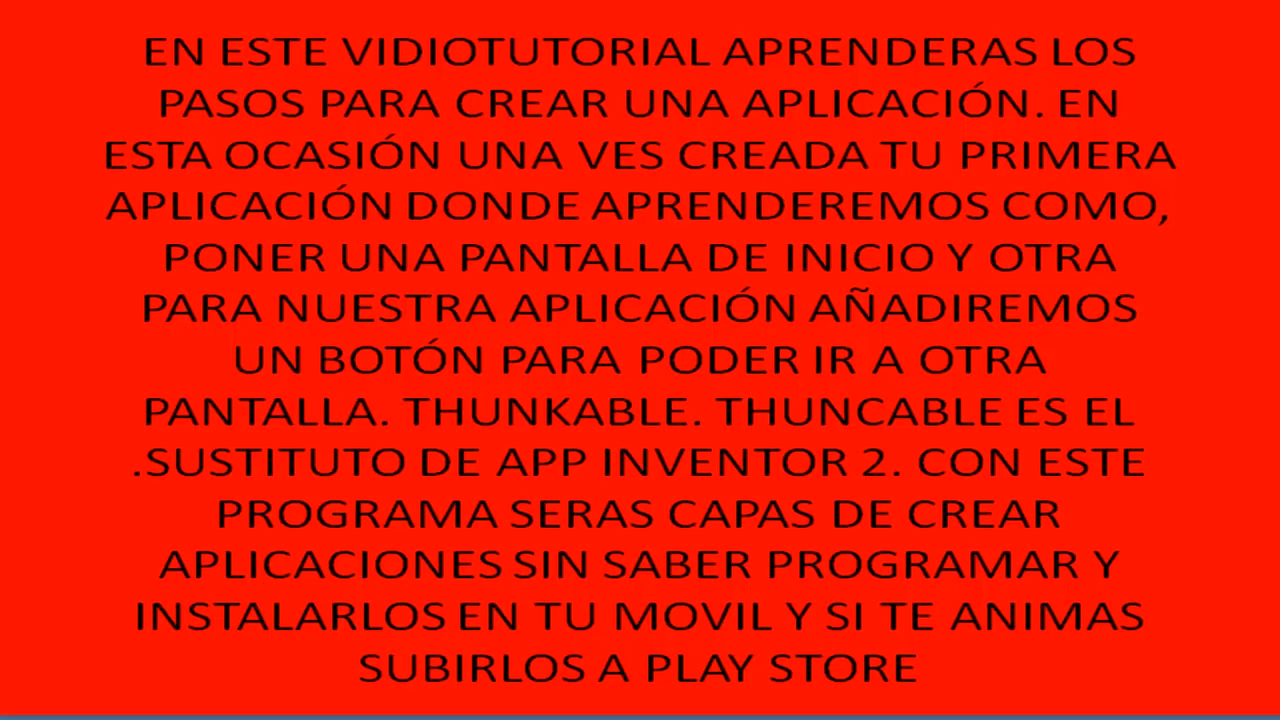 EN ESTE VIDIOTUTORIAL APRENDERAS LOS
PASOS PARA CREAR UNA APLICACIÓN. EN
ESTA OCASIÓN UNA VES CREADA TU PRIMERA
APLICACIÓN DONDE APRENDEREMOS COMO,
PONER UNA PANTALLA DE INICIO Y OTRA
PARA NUESTRA APLICACIÓN AÑADIREMOS
UN BOTÓN PARA PODER IR A OTRA
PANTALLA. THUNKABLE. THUNCABLE ES EL
.SUSTITUTO DE APP INVENTOR 2. CON ESTE
PROGRAMA SERAS CAPAS DE CREAR
APLICACIONES SIN SABER PROGRAMAR Y
INSTALARLOS EN TU MOVIL Y SI TE ANIMAS
SUBIRLOS A PLAY STORE